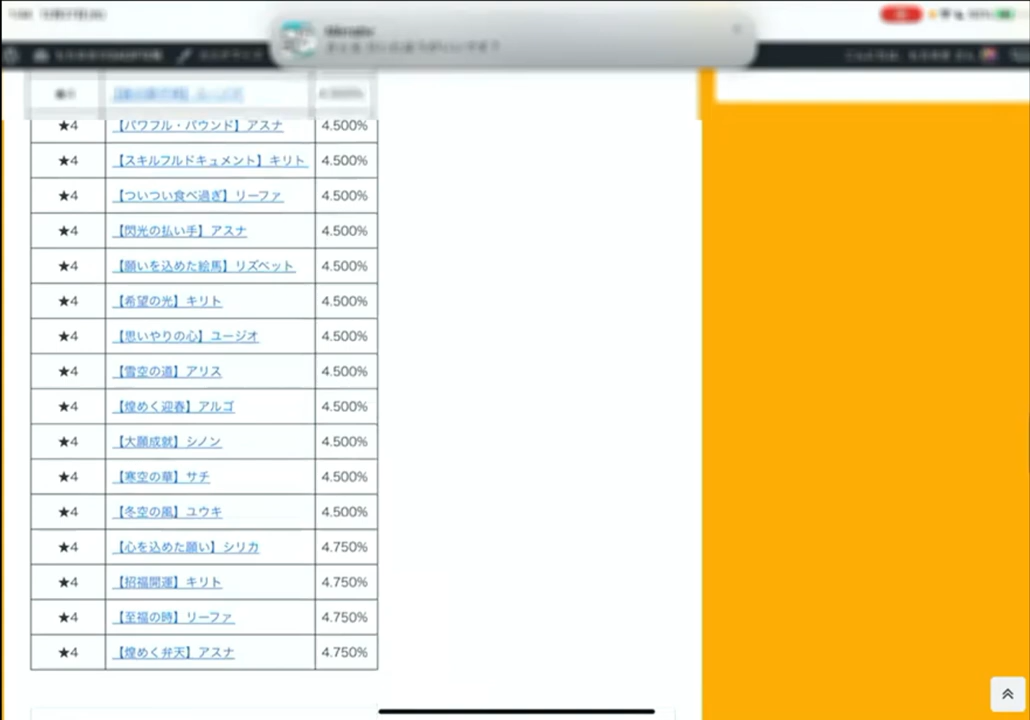 ★4 【パワフル・パウンド】アスナ 4.500%
★4 【スキルフルドキュメント】キリト 4.500%
★4 【ついつい食べ過ぎ】リーファ 4.500%
★4 【閃光の払い手】アスナ 4.500%
★4 【願いを込めた絵馬】リズベット 4.500%
★4 【希望の光】キリト 4.500%
★4 【思いやりの心】ユージオ 4.500%
★4 【雪空の道】アリス 4.500%
★4 【煌めく迎春】アルゴ 4.500%
★4 【大願成就】シノン 4.500%
★4 【寒空の華】サチ 4.500%
★4 【冬空の風】ユウキ 4.500%
★4 【心を込めた願い】シリカ 4.750%
★4 【招福開運】キリト 4.750%
★4 【至福の時】リーファ 4.750%
★4 【煌めく弁天】アスナ 4.750%